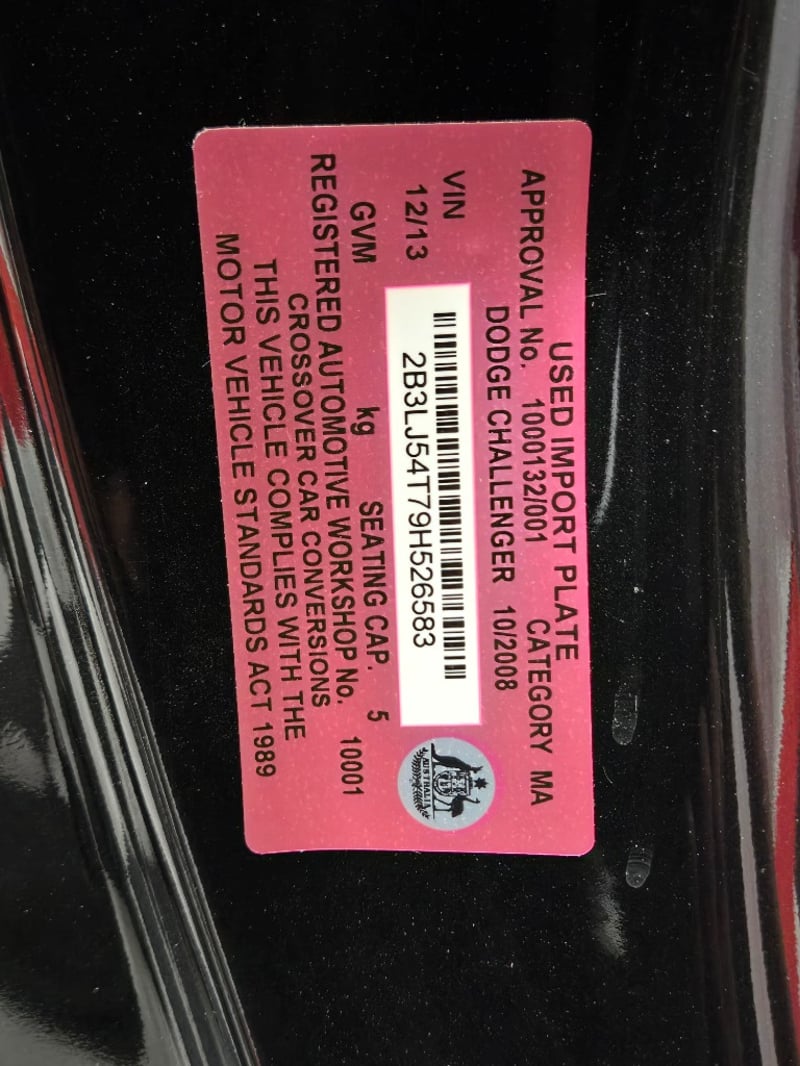 USED IMPORT PLATE
APPROVAL No. 1000132/001 CATEGORY MA
DODGE CHALLENGER 10/2008
VIN
12/13
2B3LJ54T79H526583
AUSTRALIA
GVM kg SEATING CAP. 5
REGISTERED AUTOMOTIVE WORKSHOP No. 10001
CROSSOVER CAR CONVERSIONS
THIS VEHICLE COMPLIES WITH THE
MOTOR VEHICLE STANDARDS ACT 1989